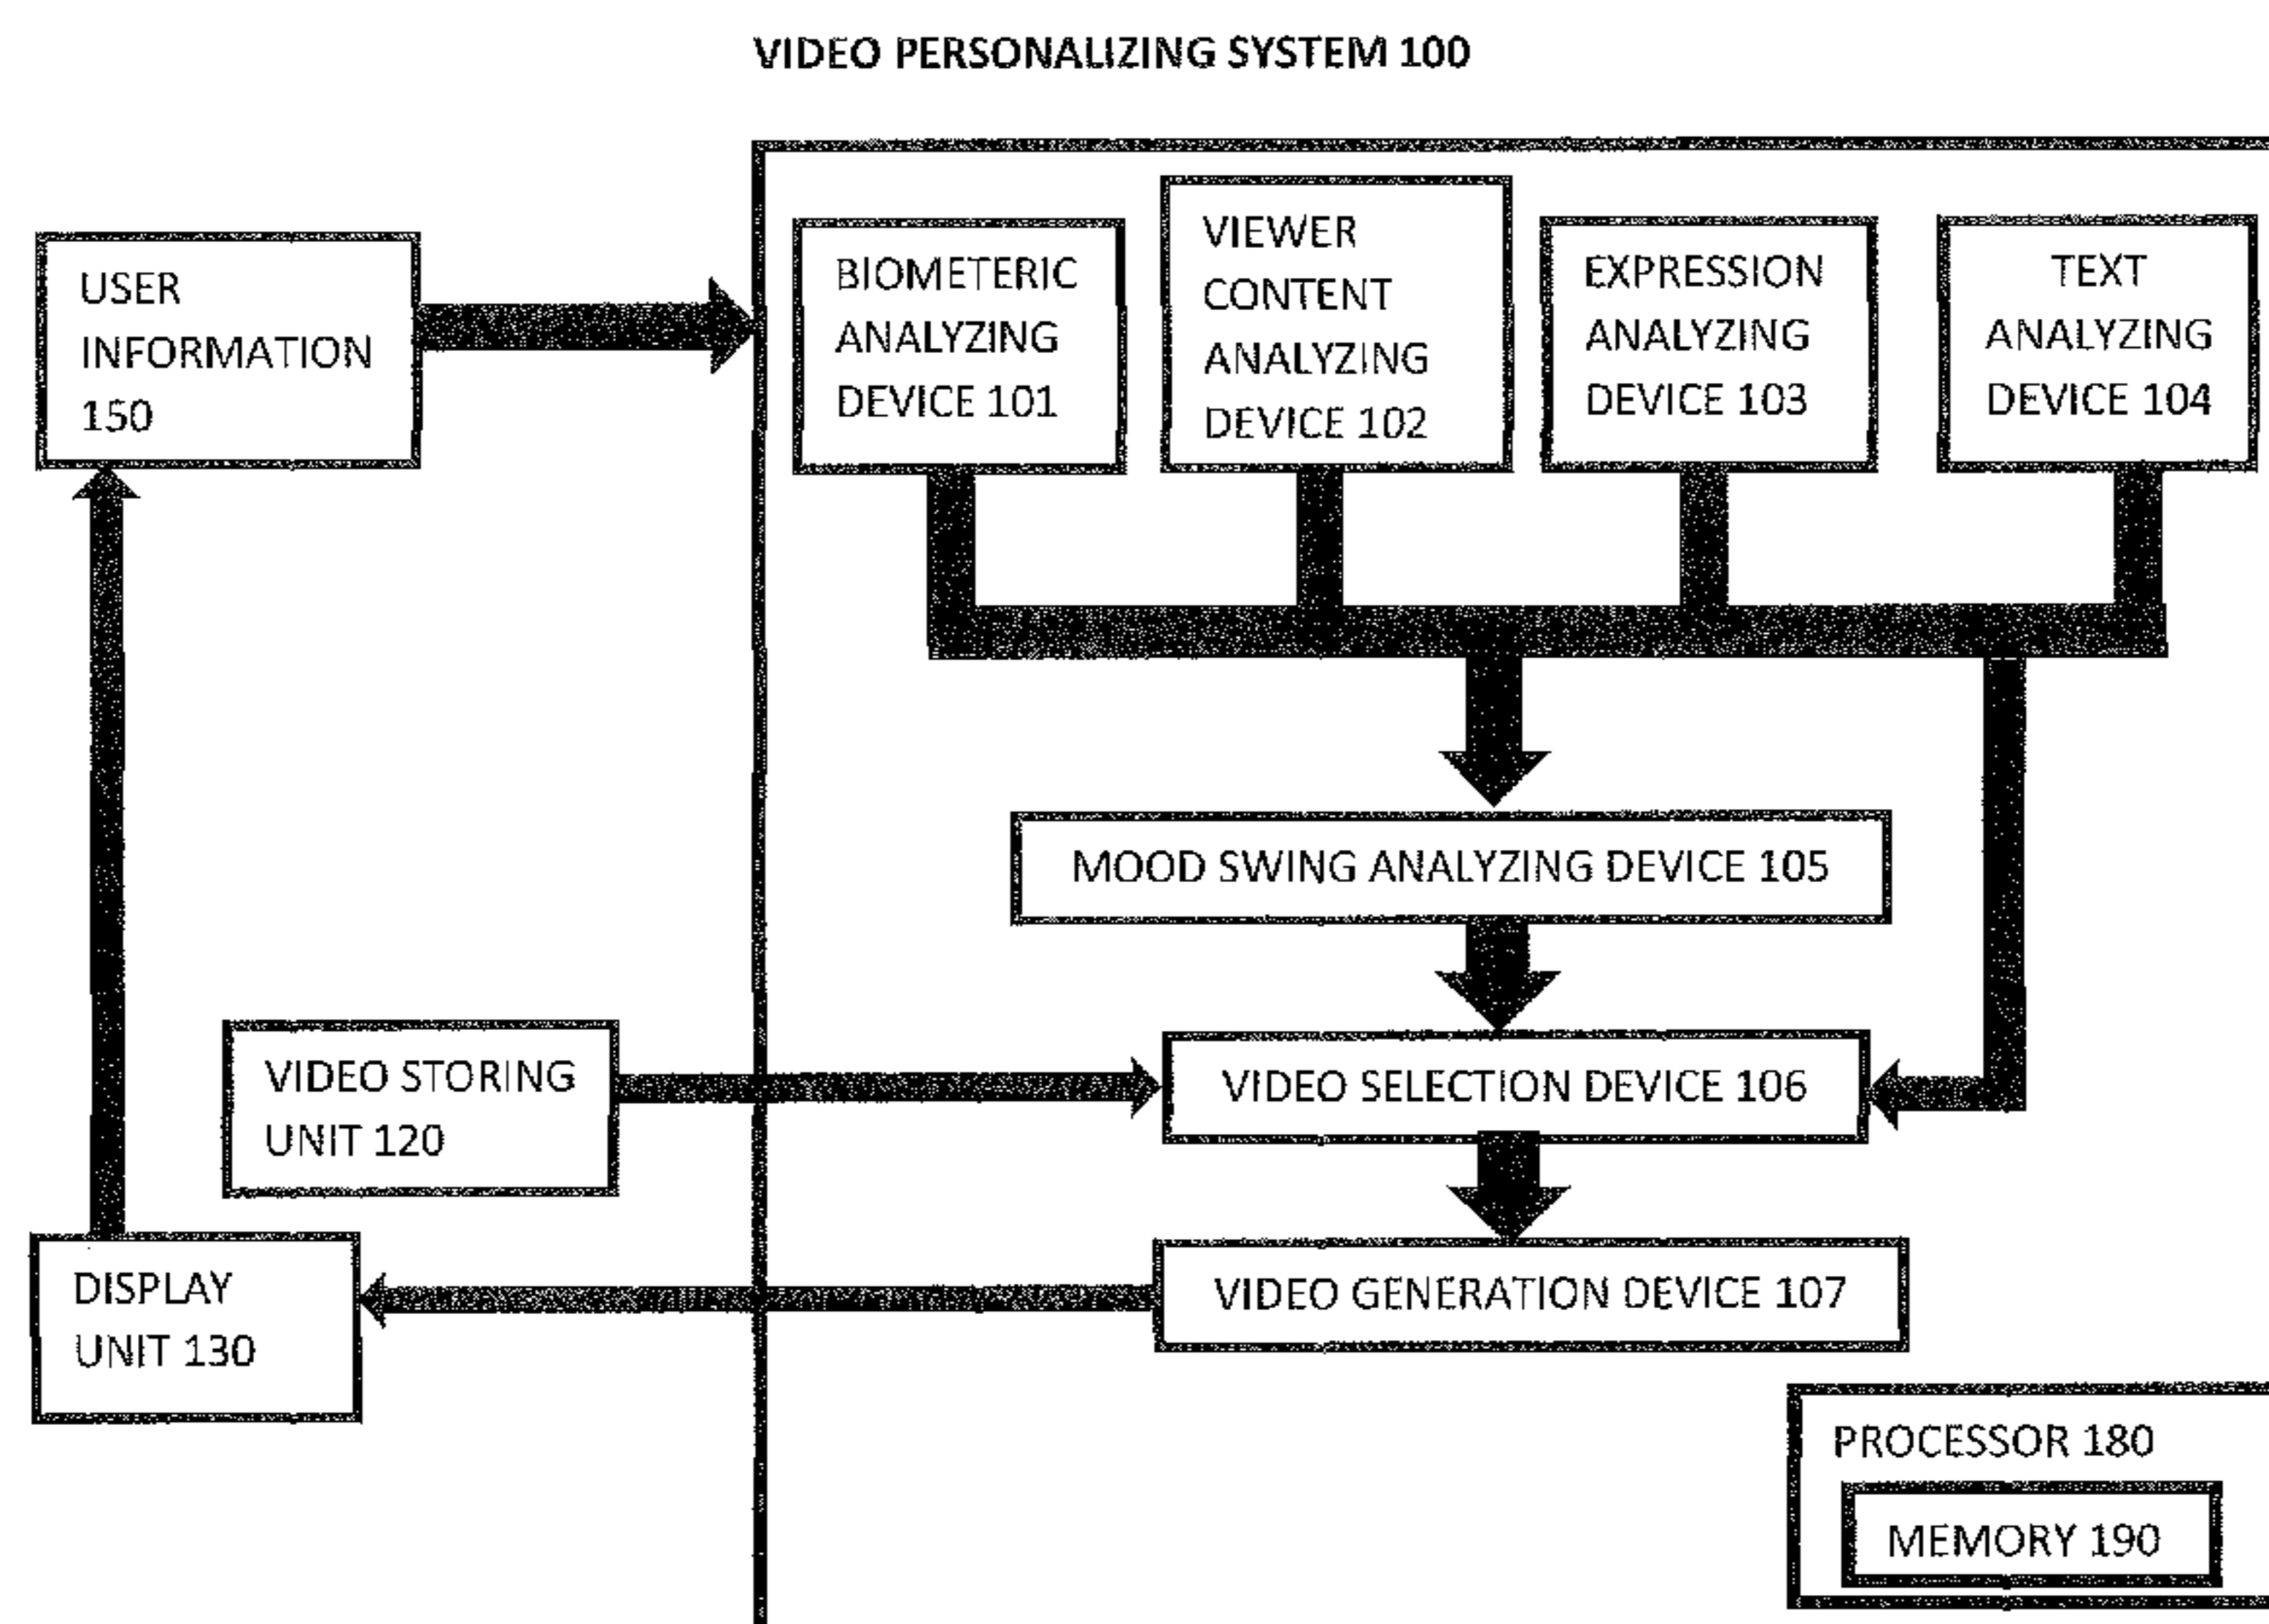 VIDEO PERSONALIZING SYSTEM 100
USER
INFORMATION
150
BIOMETERIC
ANALYZING
DEVICE 101
VIEWER
CONTENT
ANALYZING
DEVICE 102
EXPRESSION
ANALYZING
DEVICE 103
TEXT
ANALYZING
DEVICE 104
MOOD SWING ANALYZING DEVICE 105
VIDEO STORING
UNIT 120
VIDEO SELECTION DEVICE 106
DISPLAY
UNIT 130
VIDEO GENERATION DEVICE 107
PROCESSOR 180
MEMORY 190